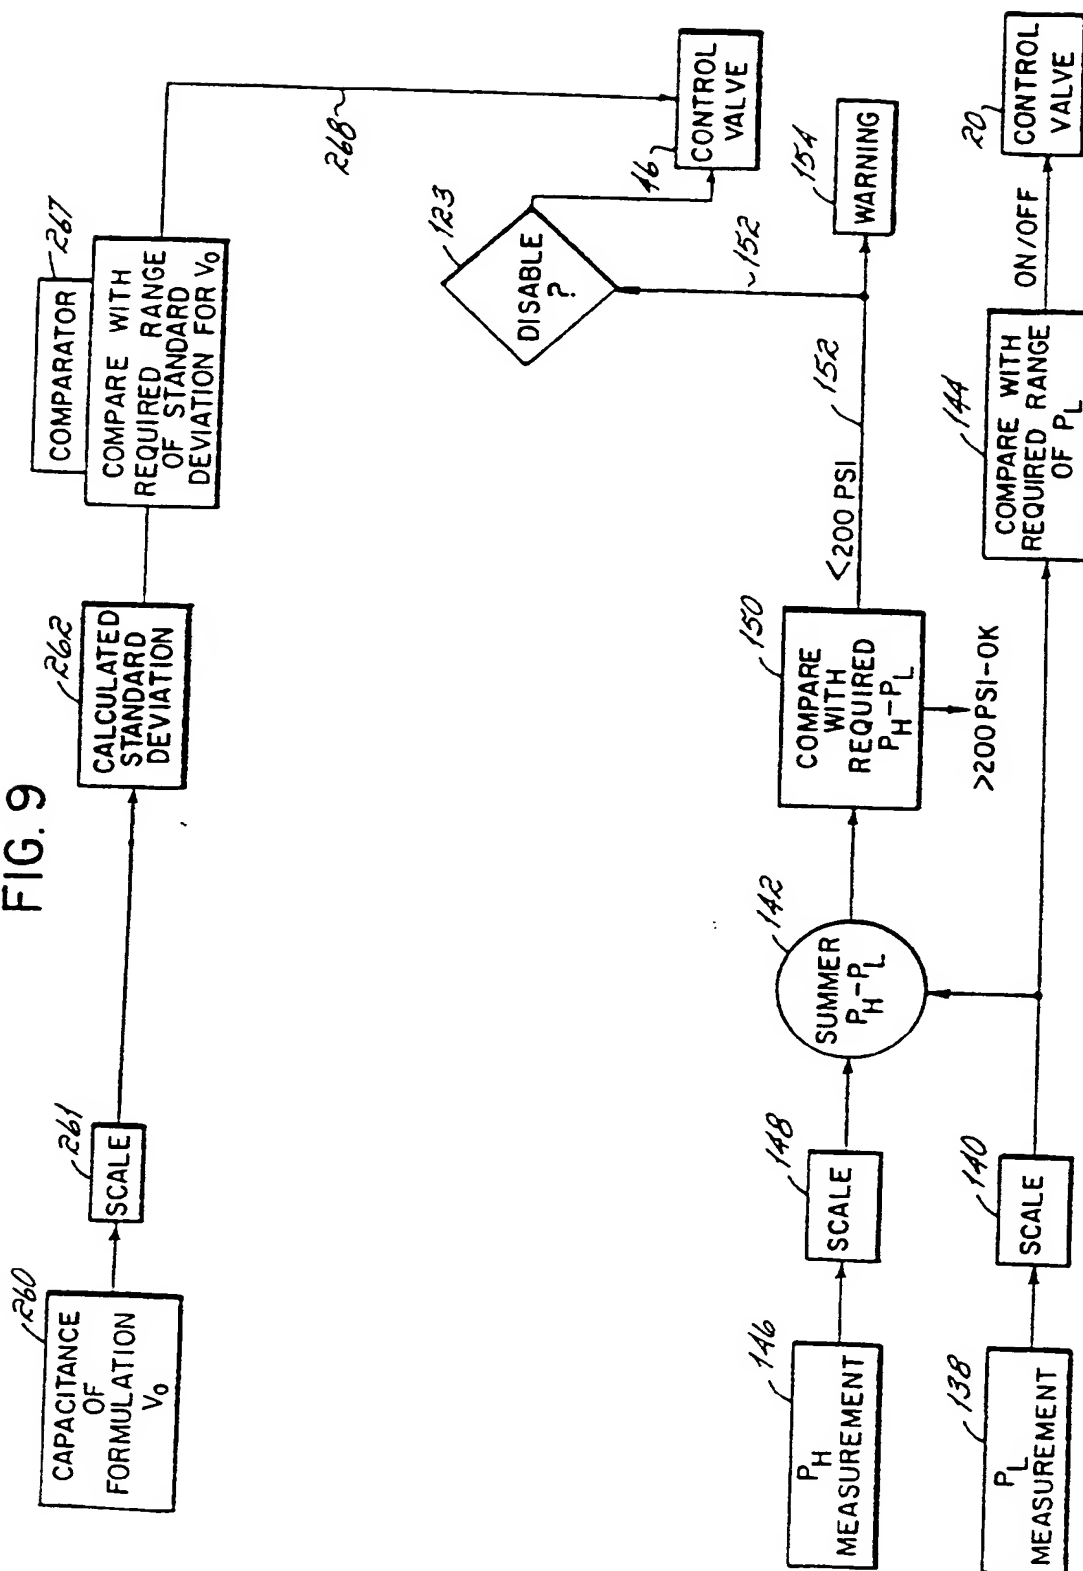 FIG. 9
260
CAPACITANCE
OF
FORMULATION
V0
261
SCALE
262
CALCULATED
STANDARD
DEVIATION
COMPARATOR
267
COMPARE WITH
REQUIRED RANGE
OF STANDARD
DEVIATION FOR V0
268
123
DISABLE
?
46
CONTROL
VALVE
152
146
PH
MEASUREMENT
148
SCALE
142
SUMMER
PH-PL
150
COMPARE
WITH
REQUIRED
PH-PL
>200 PSI-OK
<200 PSI
152
154
WARNING
138
PL
MEASUREMENT
140
SCALE
144
COMPARE WITH
REQUIRED RANGE
OF PL
ON/OFF
20
CONTROL
VALVE